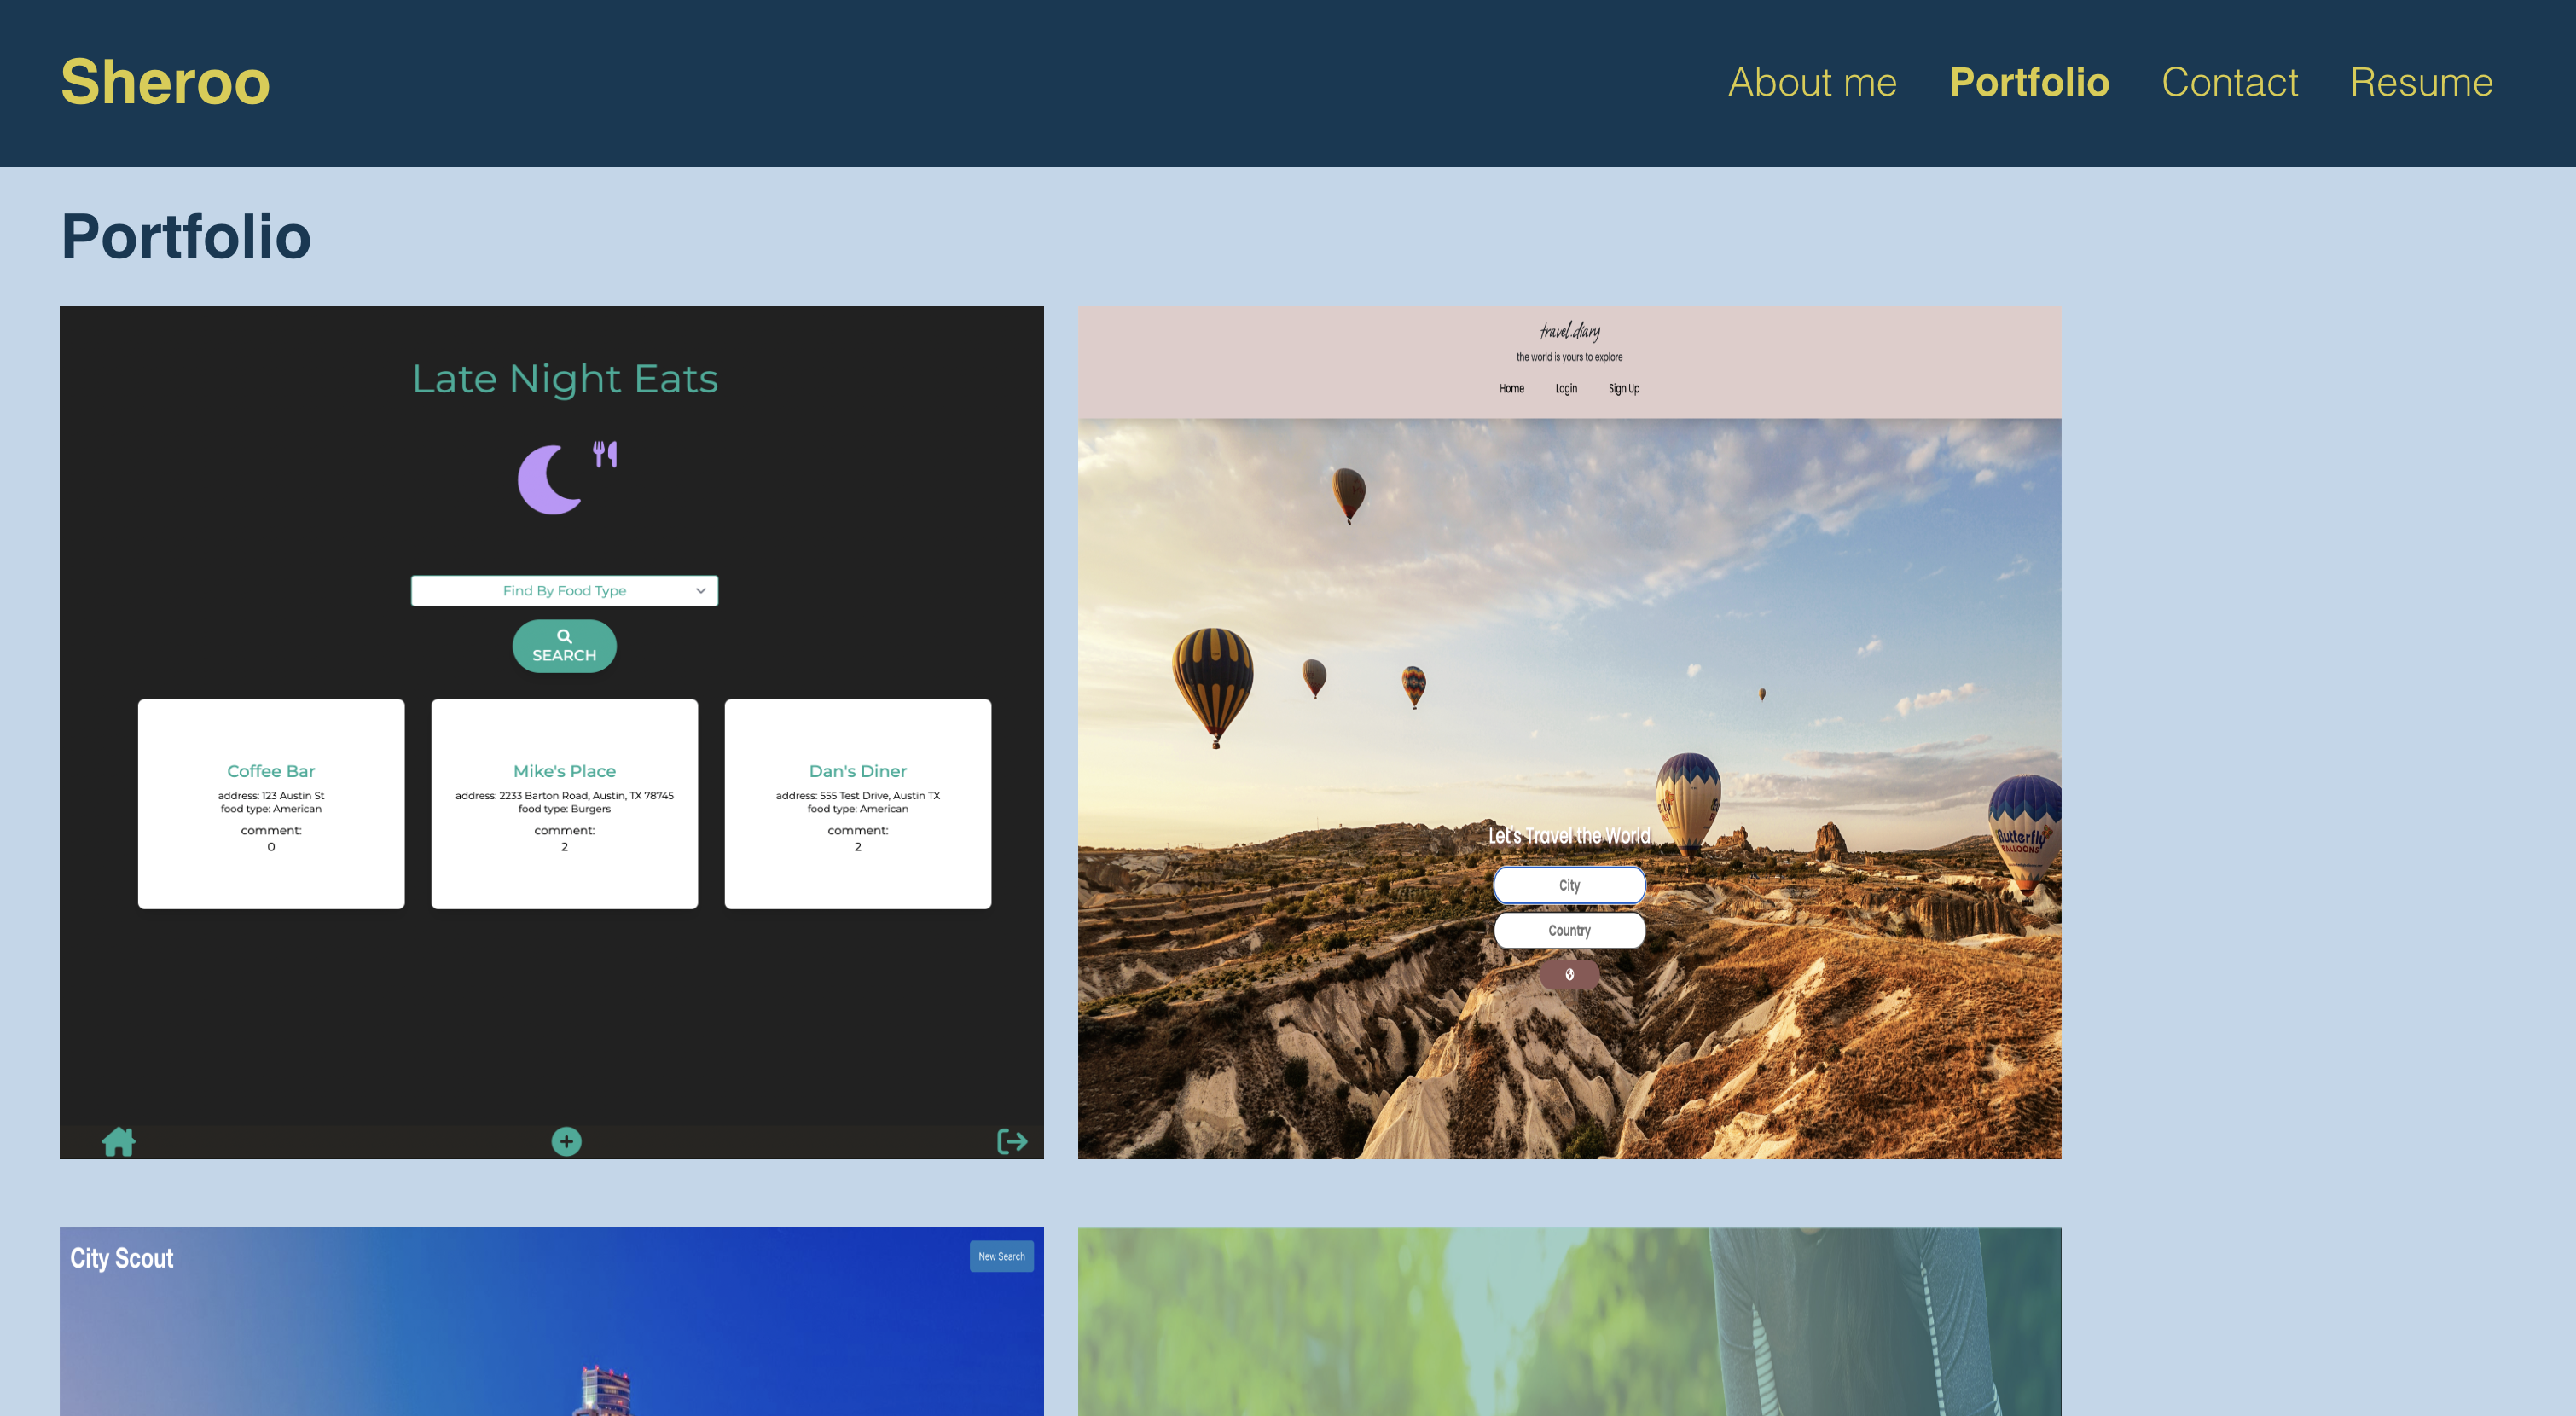 Sheroo
About me Portfolio Contact Resume
Portfolio
Late Night Eats
Find By Food Type
SEARCH
Coffee Bar
address: 123 Austin St
food type: American
comment:
0
Mike's Place
address: 2233 Barton Road, Austin, TX 78745
food type: Burgers
comment:
2
Dan's Diner
address: 555 Test Drive, Austin TX
food type: American
comment:
2
travel.diary
the world is yours to explore
Home Login Sign Up
Butterfly
BALLOONS
Let's Travel the World
City
Country
City Scout
New Search